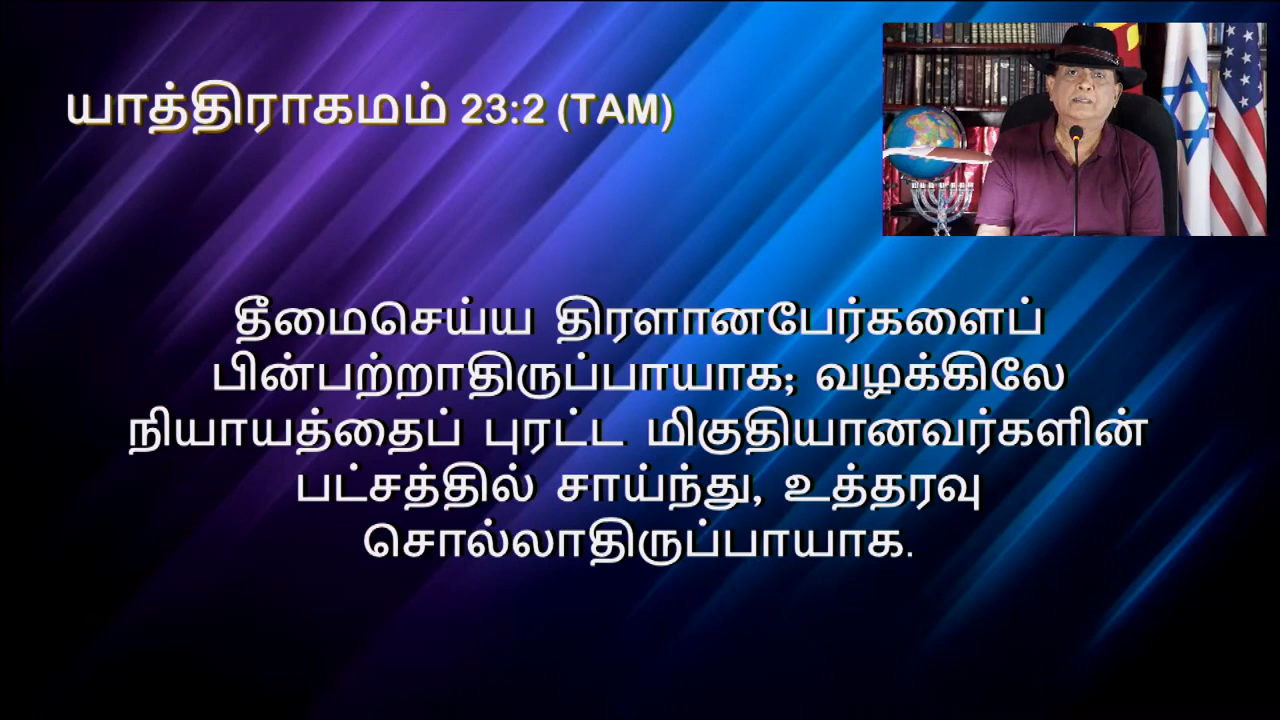 யாத்திராகமம் 23:2 (TAM)
தீமைசெய்ய திரளானபேர்களைப்
பின்பற்றாதிருப்பாயாக; வழக்கிலே
நியாயத்தைப் புரட்ட மிகுதியானவர்களின்
பட்சத்தில் சாய்ந்து, உத்தரவு
சொல்லாதிருப்பாயாக.